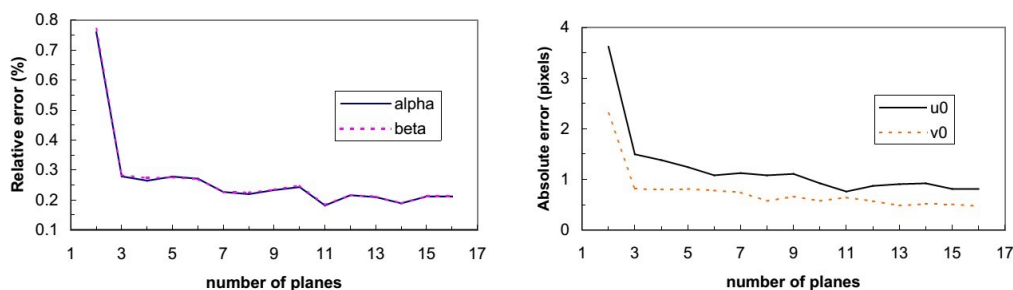 0.8
0.7
0.6
0.5
0.4
0.3
0.2
0.1
Relative error (%)
alpha
beta
1 3 5 7 9 11 13 15 17
number of planes
4
3
2
1
0
Absolute error (pixels)
u0
v0
1 3 5 7 9 11 13 15 17
number of planes